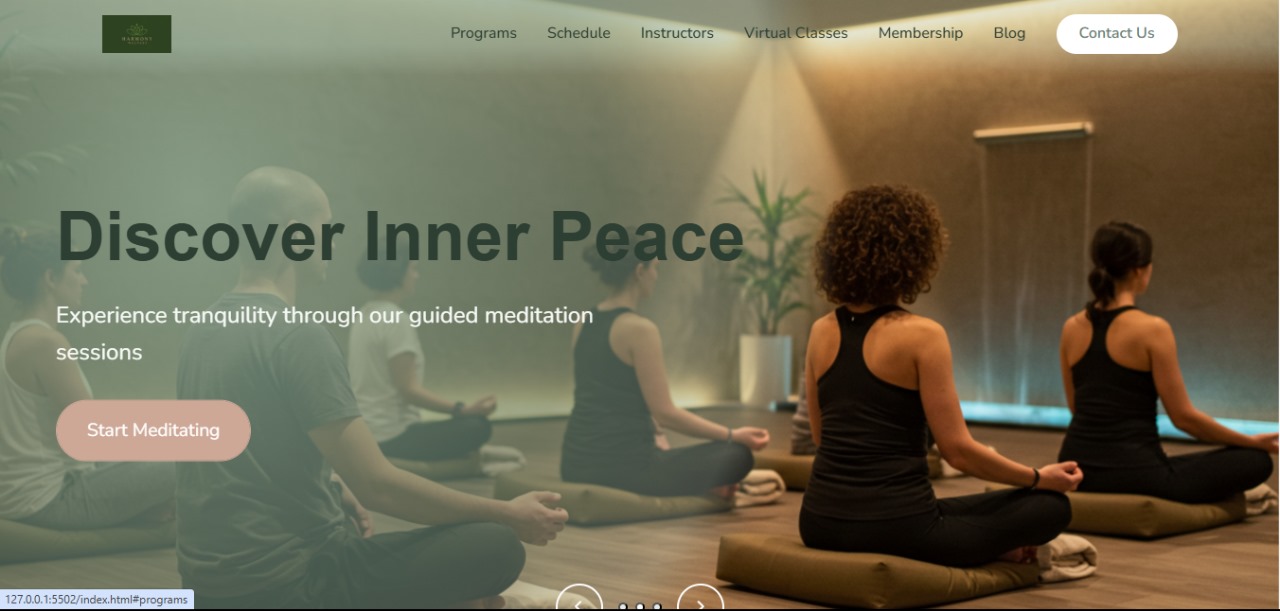 HARMONY
Programs Schedule Instructors Virtual Classes Membership Blog Contact Us
Discover Inner Peace
Experience tranquility through our guided meditation
sessions
Start Meditating
127.0.0.1:5502/index.html#programs